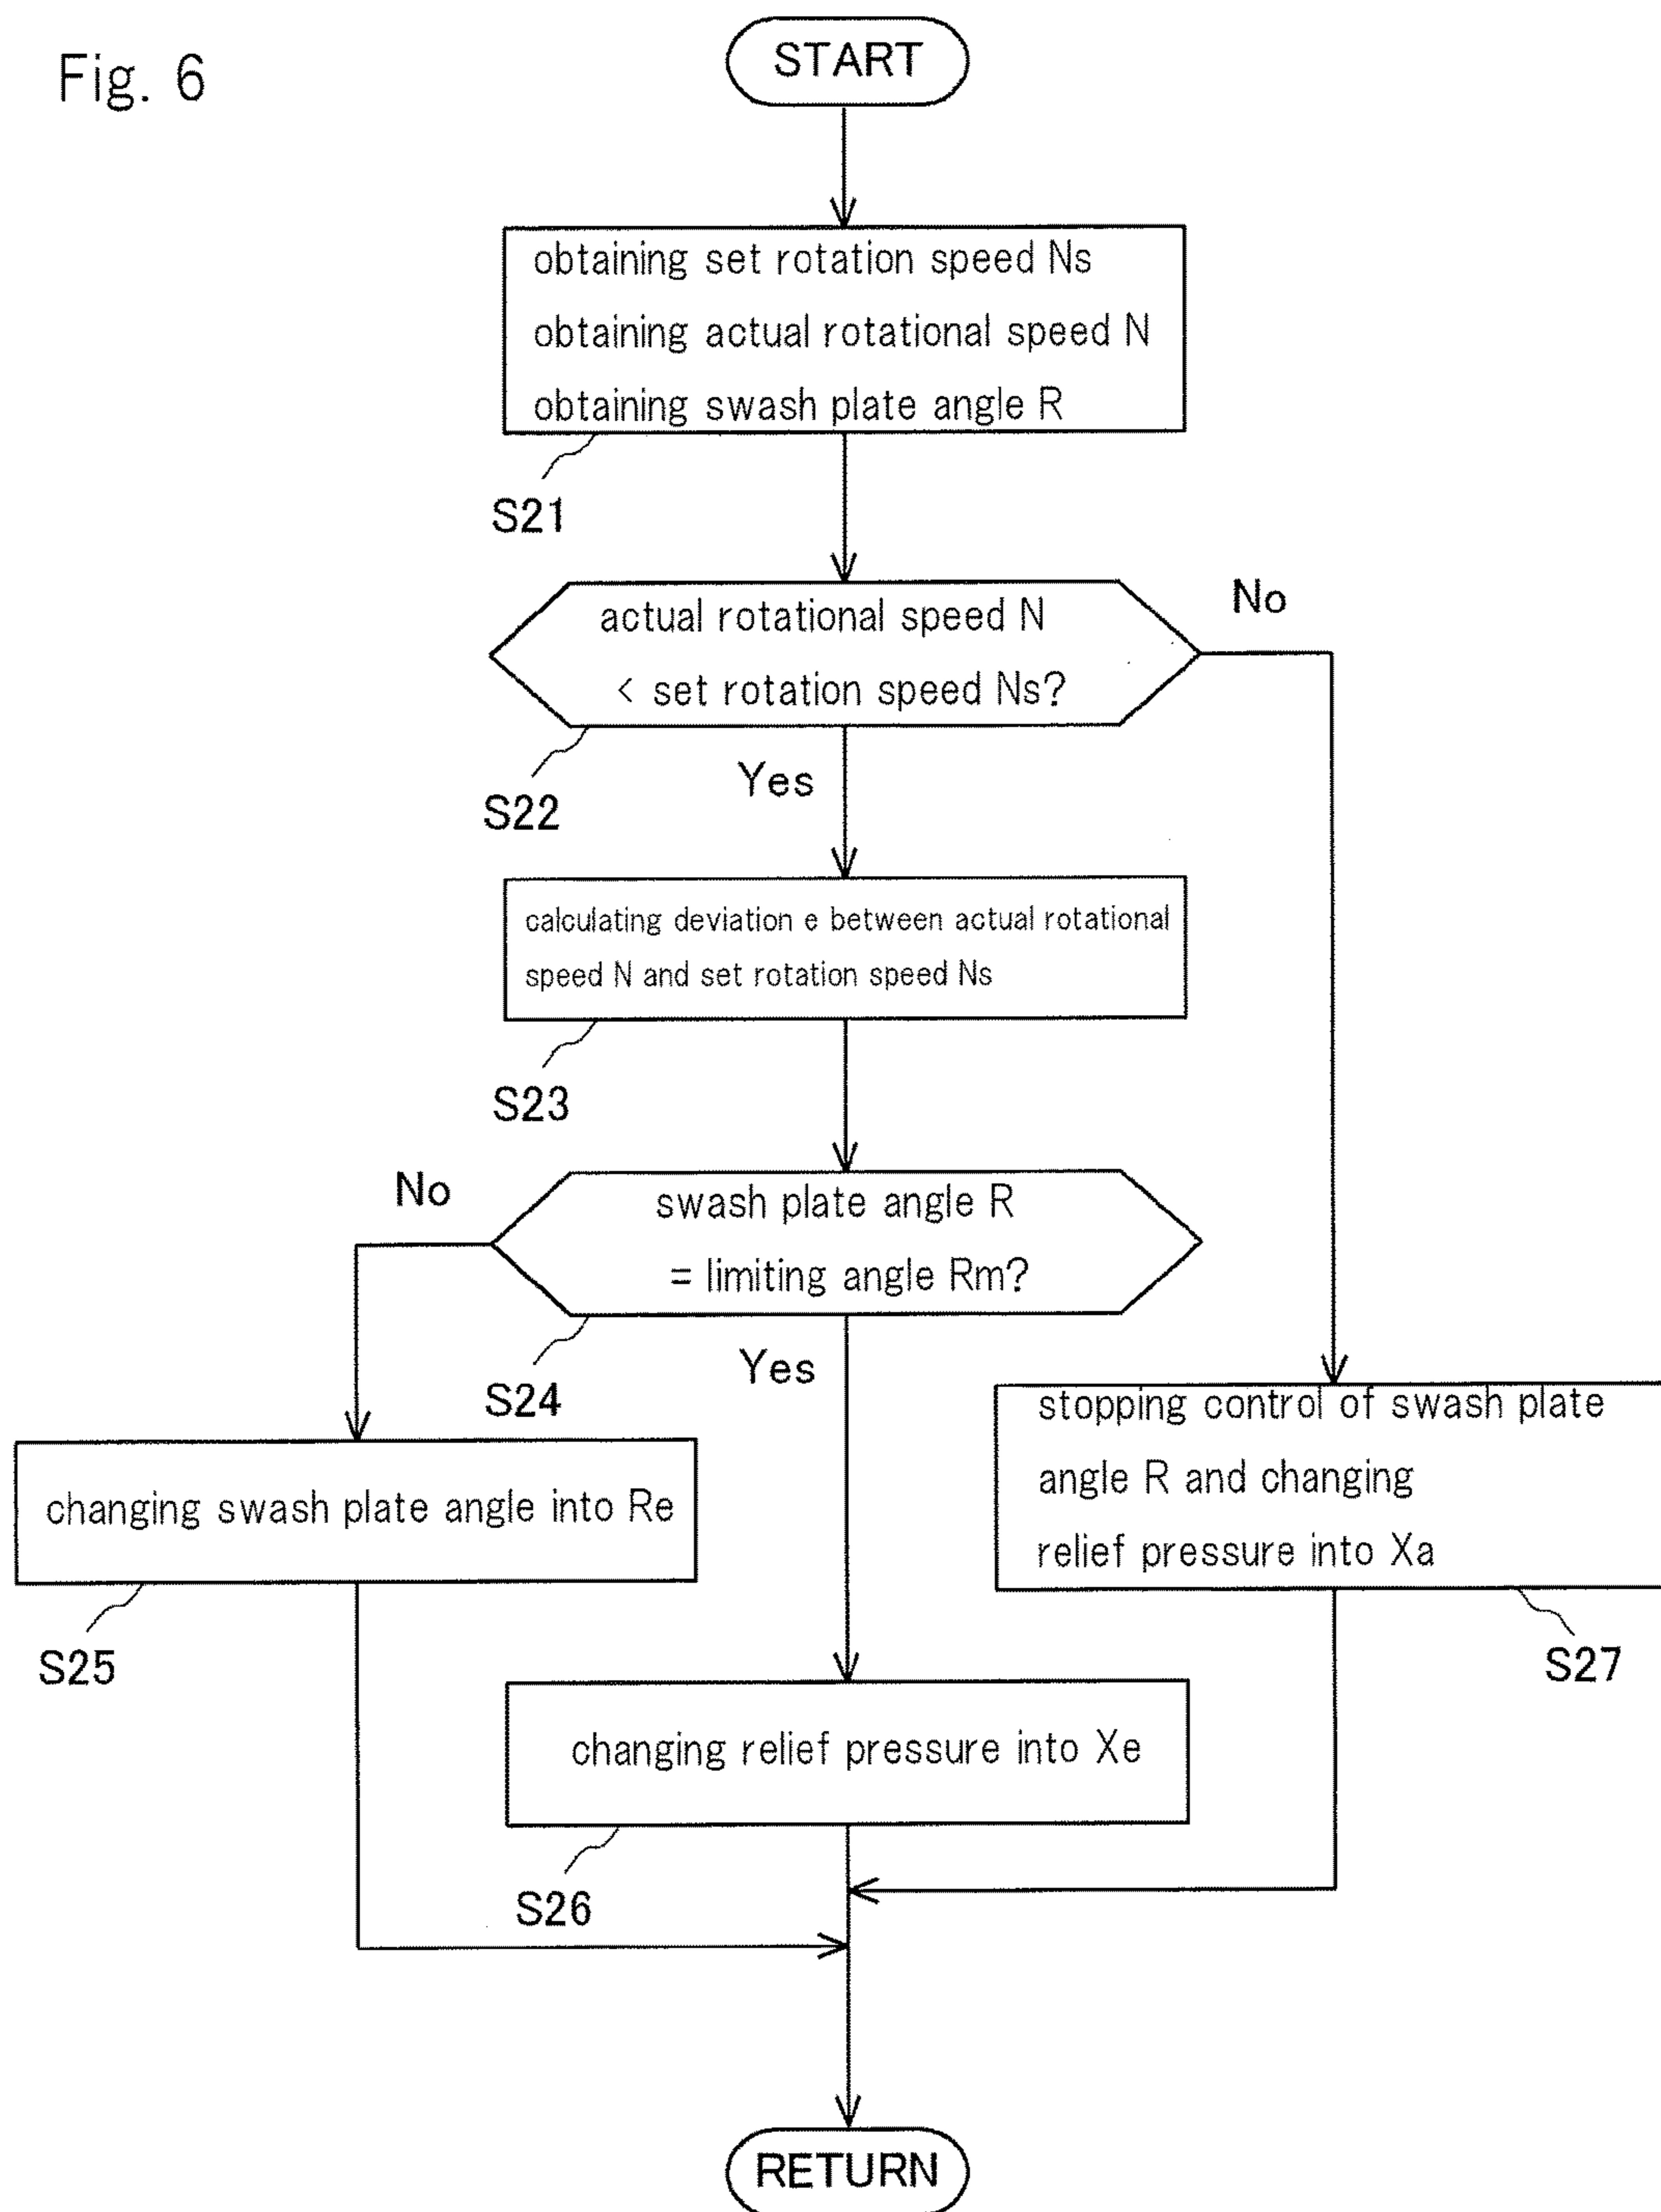 Fig. 6
START
obtaining set rotation speed Ns
obtaining actual rotational speed N
obtaining swash plate angle R
S21
actual rotational speed N
< set rotation speed Ns?
No
S22
Yes
calculating deviation e between actual rotational
speed N and set rotation speed Ns
S23
No
swash plate angle R
= limiting angle Rm?
S24
Yes
changing swash plate angle into Re
S25
stopping control of swash plate
angle R and changing
relief pressure into Xa
S27
changing relief pressure into Xe
S26
RETURN